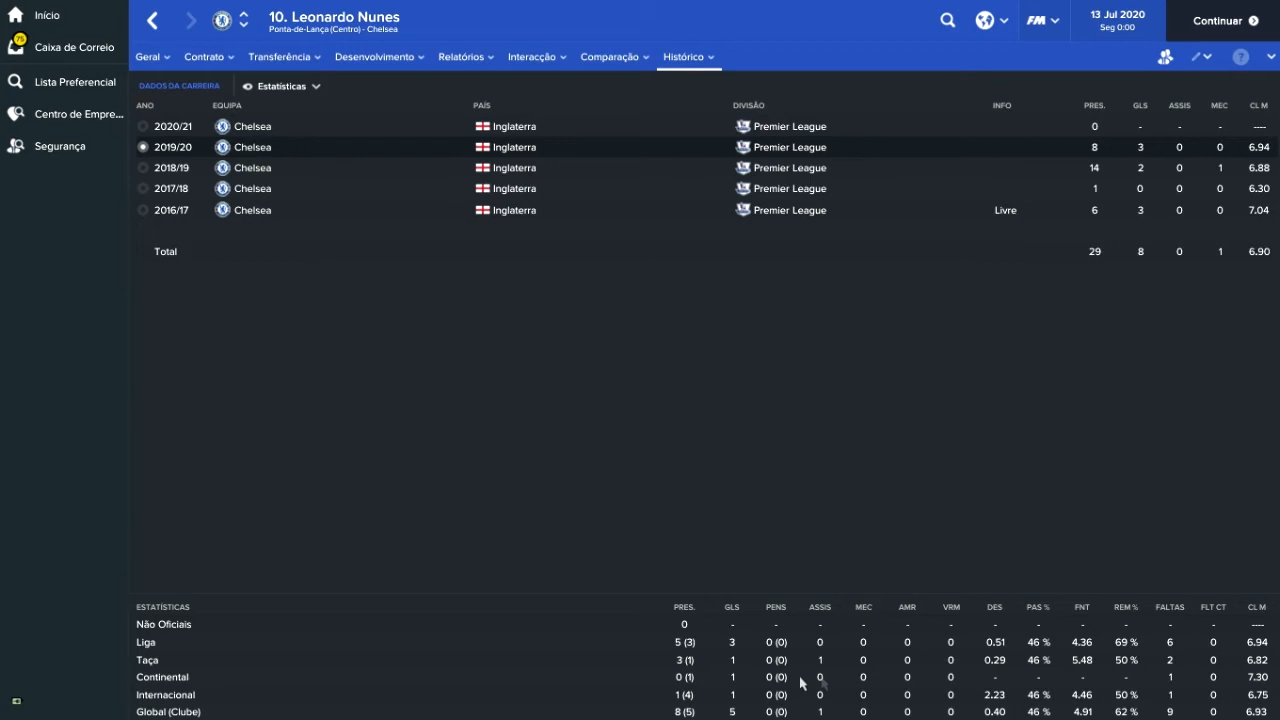 Início
10. Leonardo Nunes
Ponta-de-Lança (Centro) - Chelsea
FM
13 Jul 2020
Seg 0:00
Continuar
75
Caixa de Correio
Geral Contrato Transferência Desenvolvimento Relatórios Interacção Comparação Histórico
Lista Preferencial
DADOS DA CARREIRA Estatísticas
ANO EQUIPA PAÍS DIVISÃO INFO PRES. GLS ASSIS MEC CL M
Centro de Empre...
2020/21 Chelsea Inglaterra Premier League 0 - - - ----
Segurança
2019/20 Chelsea Inglaterra Premier League 8 3 0 0 6.94
2018/19 Chelsea Inglaterra Premier League 14 2 0 1 6.88
2017/18 Chelsea Inglaterra Premier League 1 0 0 0 6.30
2016/17 Chelsea Inglaterra Premier League Livre 6 3 0 0 7.04
Total 29 8 0 1 6.90
ESTATÍSTICAS PRES. GLS PENS ASSIS MEC AMR VRM DES PAS % FNT REM % FALTAS FLT CT CL M
Não Oficiais 0 - - - - - - - - - - - - ----
Liga 5 (3) 3 0 (0) 0 0 0 0 0.51 46 % 4.36 69 % 6 0 6.94
Taça 3 (1) 1 0 (0) 1 0 0 0 0.29 46 % 5.48 50 % 2 0 6.82
Continental 0 (1) 1 0 (0) 0 0 0 0 - - - - 1 0 7.30
Internacional 1 (4) 1 0 (0) 0 0 0 0 2.23 46 % 4.46 50 % 1 0 6.75
Global (Clube) 8 (5) 5 0 (0) 1 0 0 0 0.40 46 % 4.91 62 % 9 0 6.93